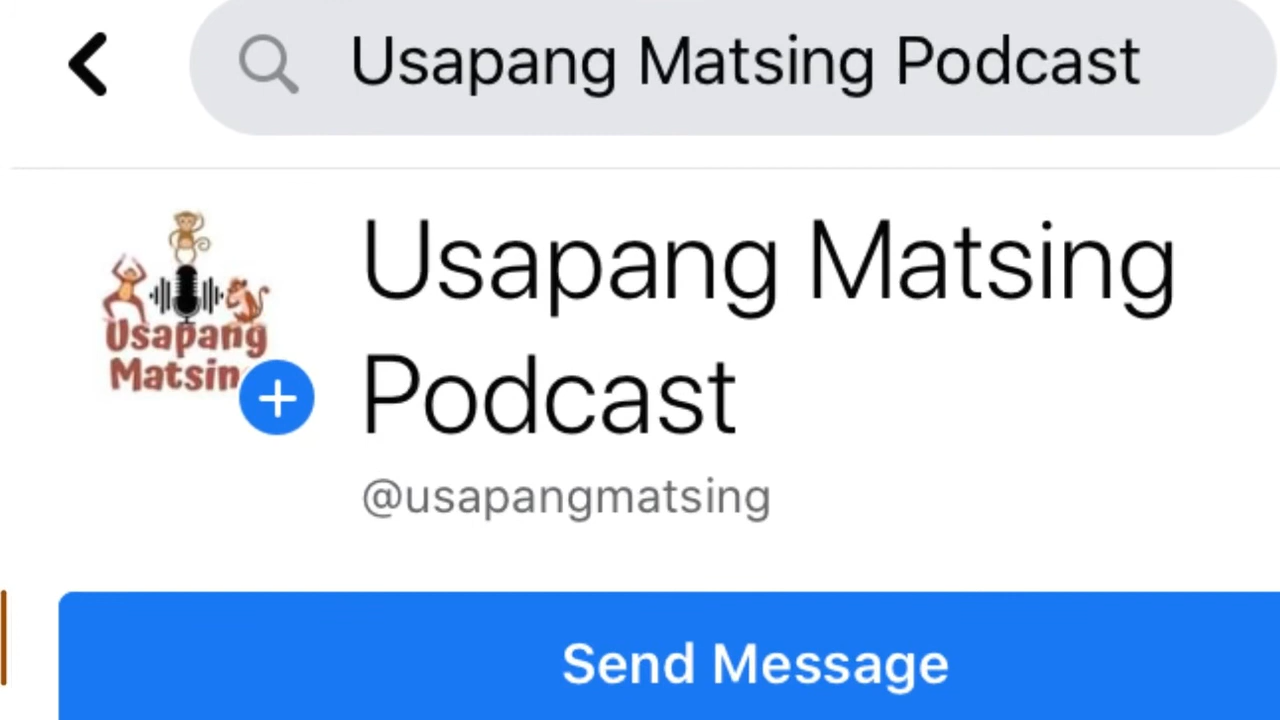 Usapang Matsing Podcast
Usapang
Matsin
Usapang Matsing
Podcast
@usapangmatsing
Send Message